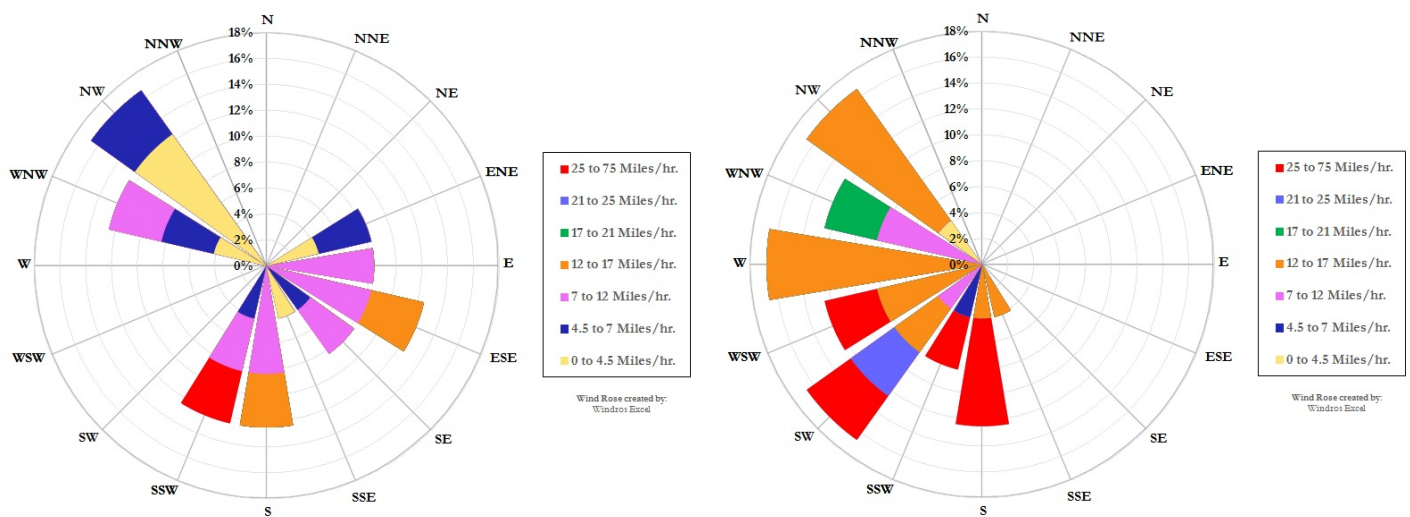 N
NNE
NE
ENE
E
ESE
SE
SSE
S
SSW
SW
WSW
W
WNW
NW
NNW
18%
16%
14%
12%
10%
8%
6%
4%
2%
0%
25 to 75 Miles/hr.
21 to 25 Miles/hr.
17 to 21 Miles/hr.
12 to 17 Miles/hr.
7 to 12 Miles/hr.
4.5 to 7 Miles/hr.
0 to 4.5 Miles/hr.
Wind Rose created by:
Windros Excel
N
NNE
NE
ENE
E
ESE
SE
SSE
S
SSW
SW
WSW
W
WNW
NW
NNW
18%
16%
14%
12%
10%
8%
6%
4%
2%
0%
25 to 75 Miles/hr.
21 to 25 Miles/hr.
17 to 21 Miles/hr.
12 to 17 Miles/hr.
7 to 12 Miles/hr.
4.5 to 7 Miles/hr.
0 to 4.5 Miles/hr.
Wind Rose created by:
Windros Excel